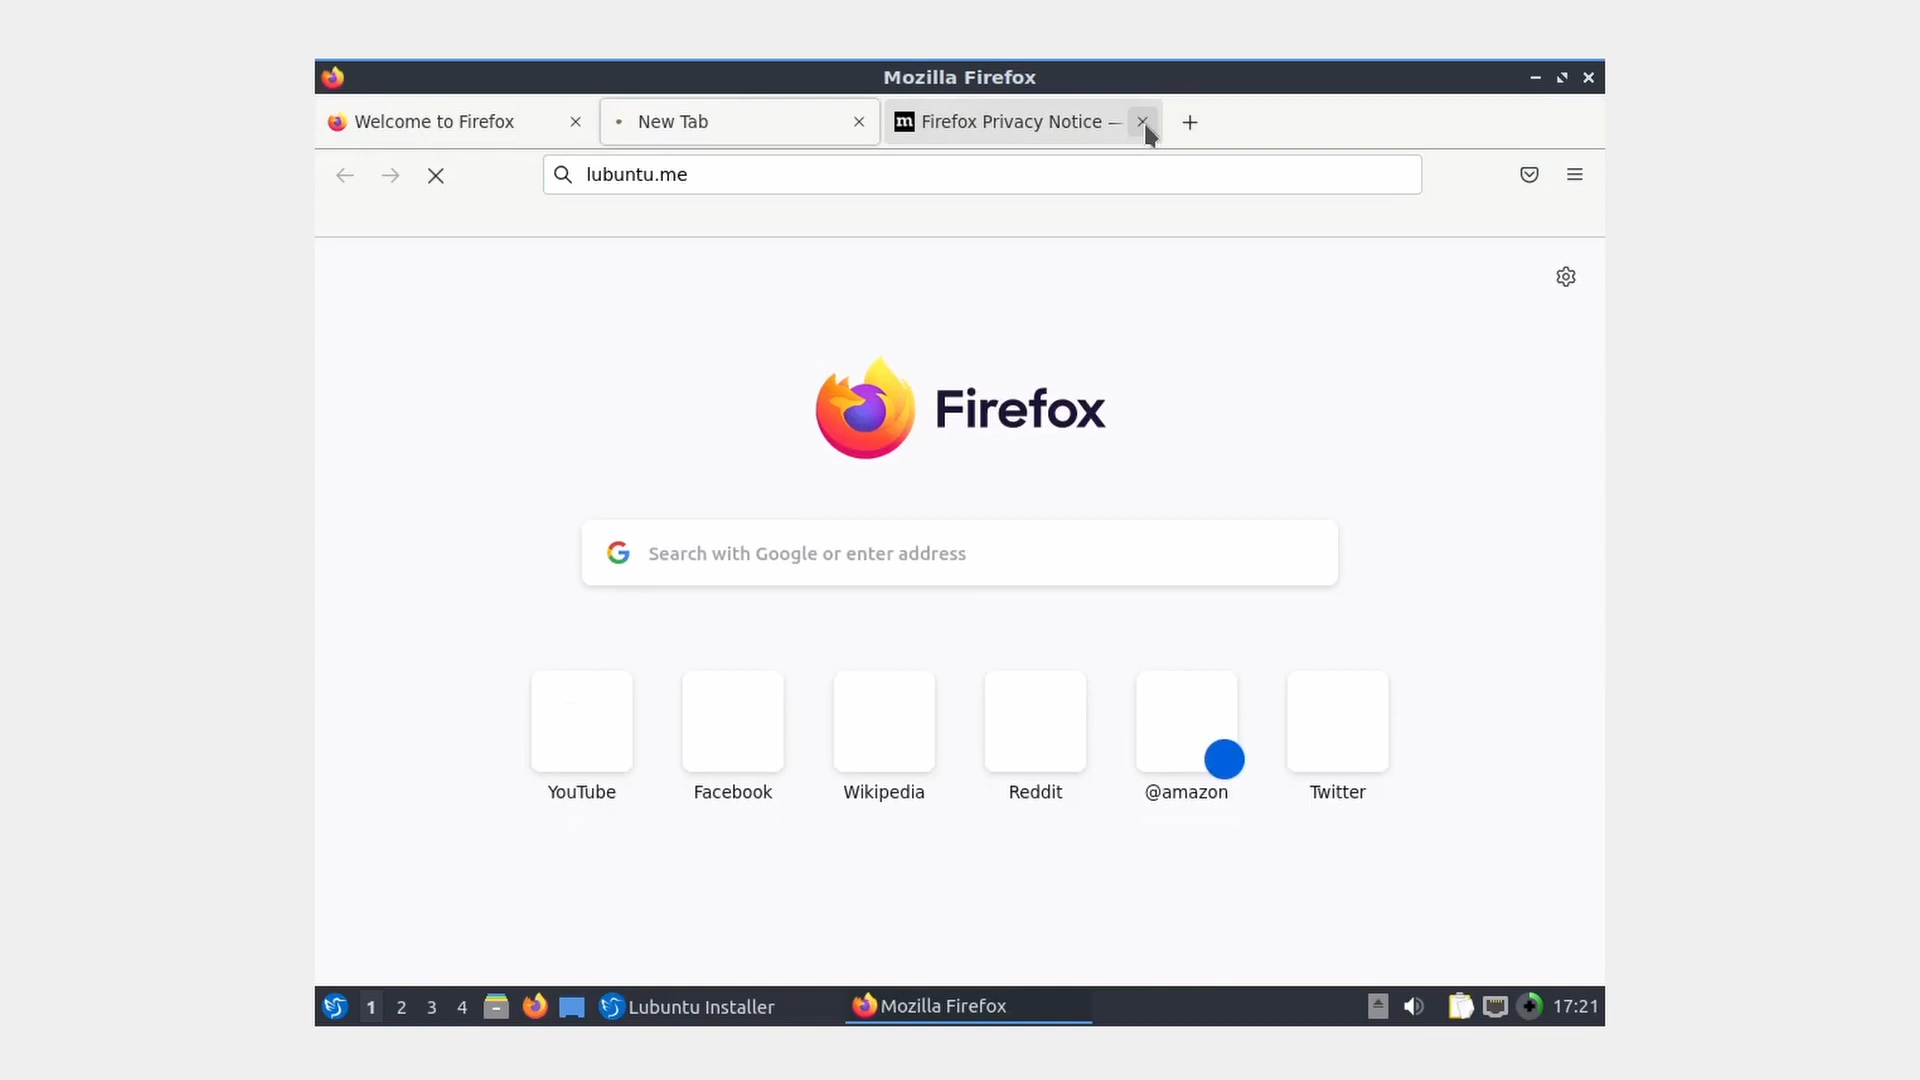 Mozilla Firefox
Welcome to Firefox
New Tab
Firefox Privacy Notice —
lubuntu.me
Firefox
Search with Google or enter address
YouTube
Facebook
Wikipedia
Reddit
@amazon
Twitter
1 2 3 4 Lubuntu Installer Mozilla Firefox 17:21